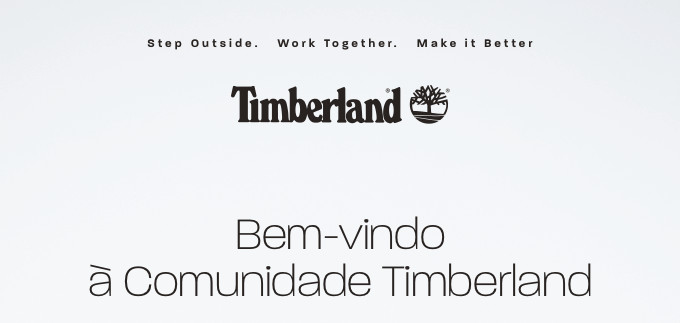 Step Outside. Work Together. Make it Better
Timberland®®
Bem-vindo
à Comunidade Timberland